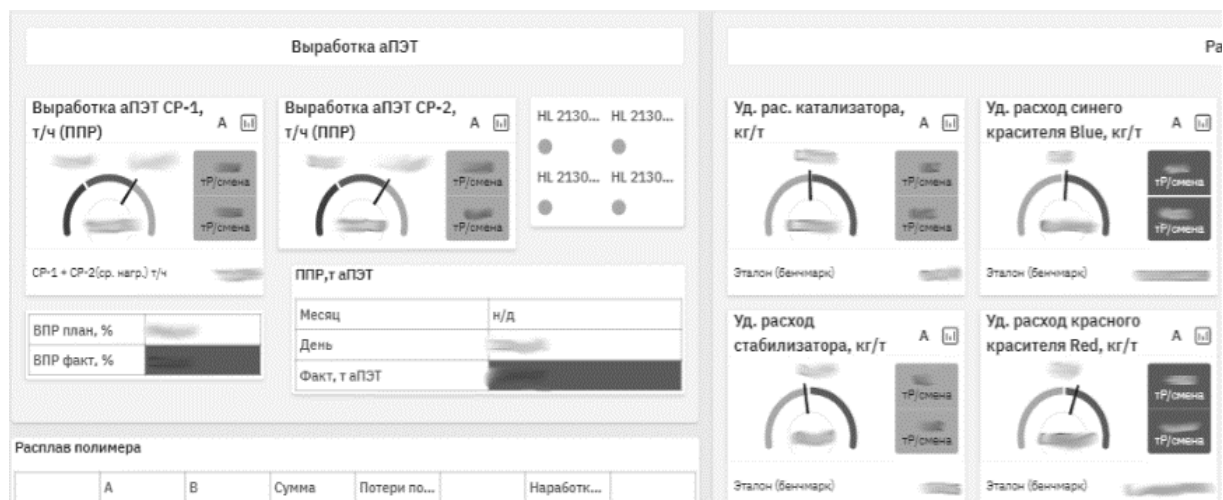 Выработка аПЭТ
Выработка аПЭТ СР-1,
т/ч (ППР)
А
тР/смена
тР/смена
СР-1 + СР-2(ср. нагр.) т/ч
Выработка аПЭТ СР-2,
т/ч (ППР)
А
тР/смена
тР/смена
HL 2130... HL 2130...
HL 2130... HL 2130...
ВПР план, %
ВПР факт, %
ППР,т аПЭТ
Месяц н/д
День
Факт, т аПЭТ
Расплав полимера
А В Сумма Потери по... Наработк...
Ра
Уд. рас. катализатора,
кг/т
А
тР/смена
тР/смена
Эталон (бенчмарк)
Уд. расход синего
красителя Blue, кг/т
А
тР/смена
тР/смена
Эталон (бенчмарк)
Уд. расход
стабилизатора, кг/т
А
тР/смена
тР/смена
Эталон (бенчмарк)
Уд. расход красного
красителя Red, кг/т
А
тР/смена
тР/смена
Эталон (бенчмарк)